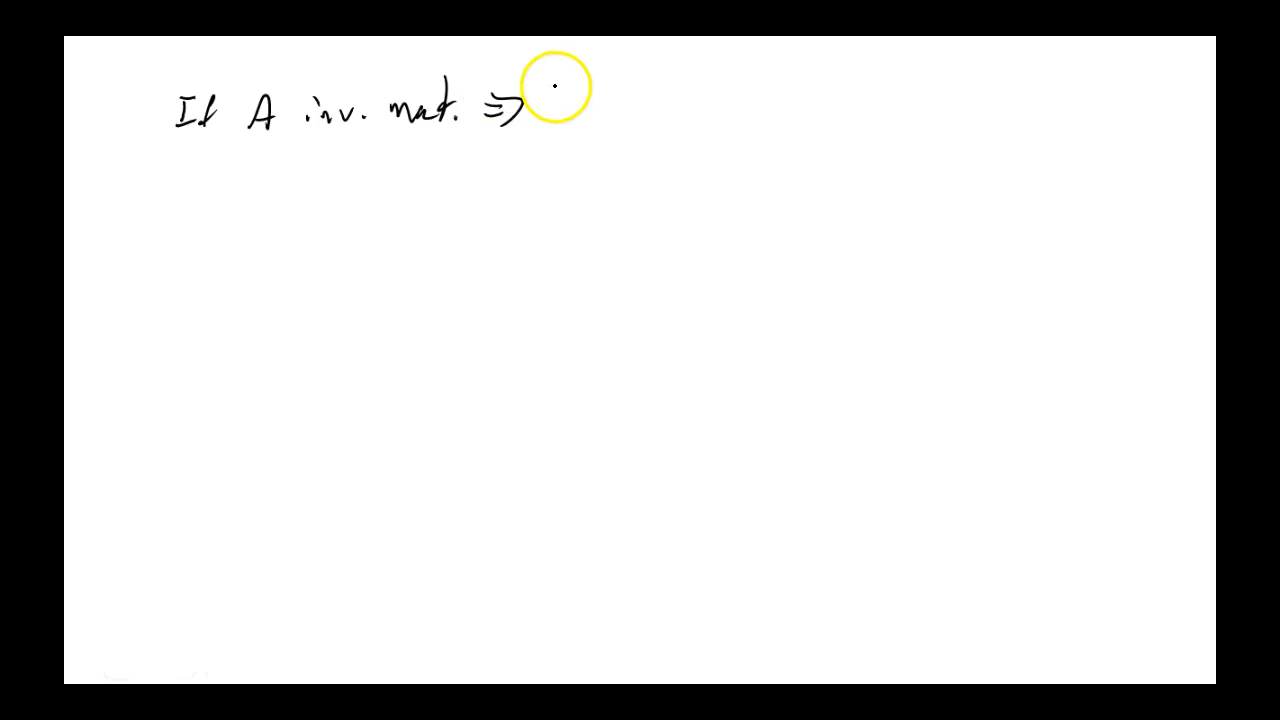 If A inv. mat. ⇒